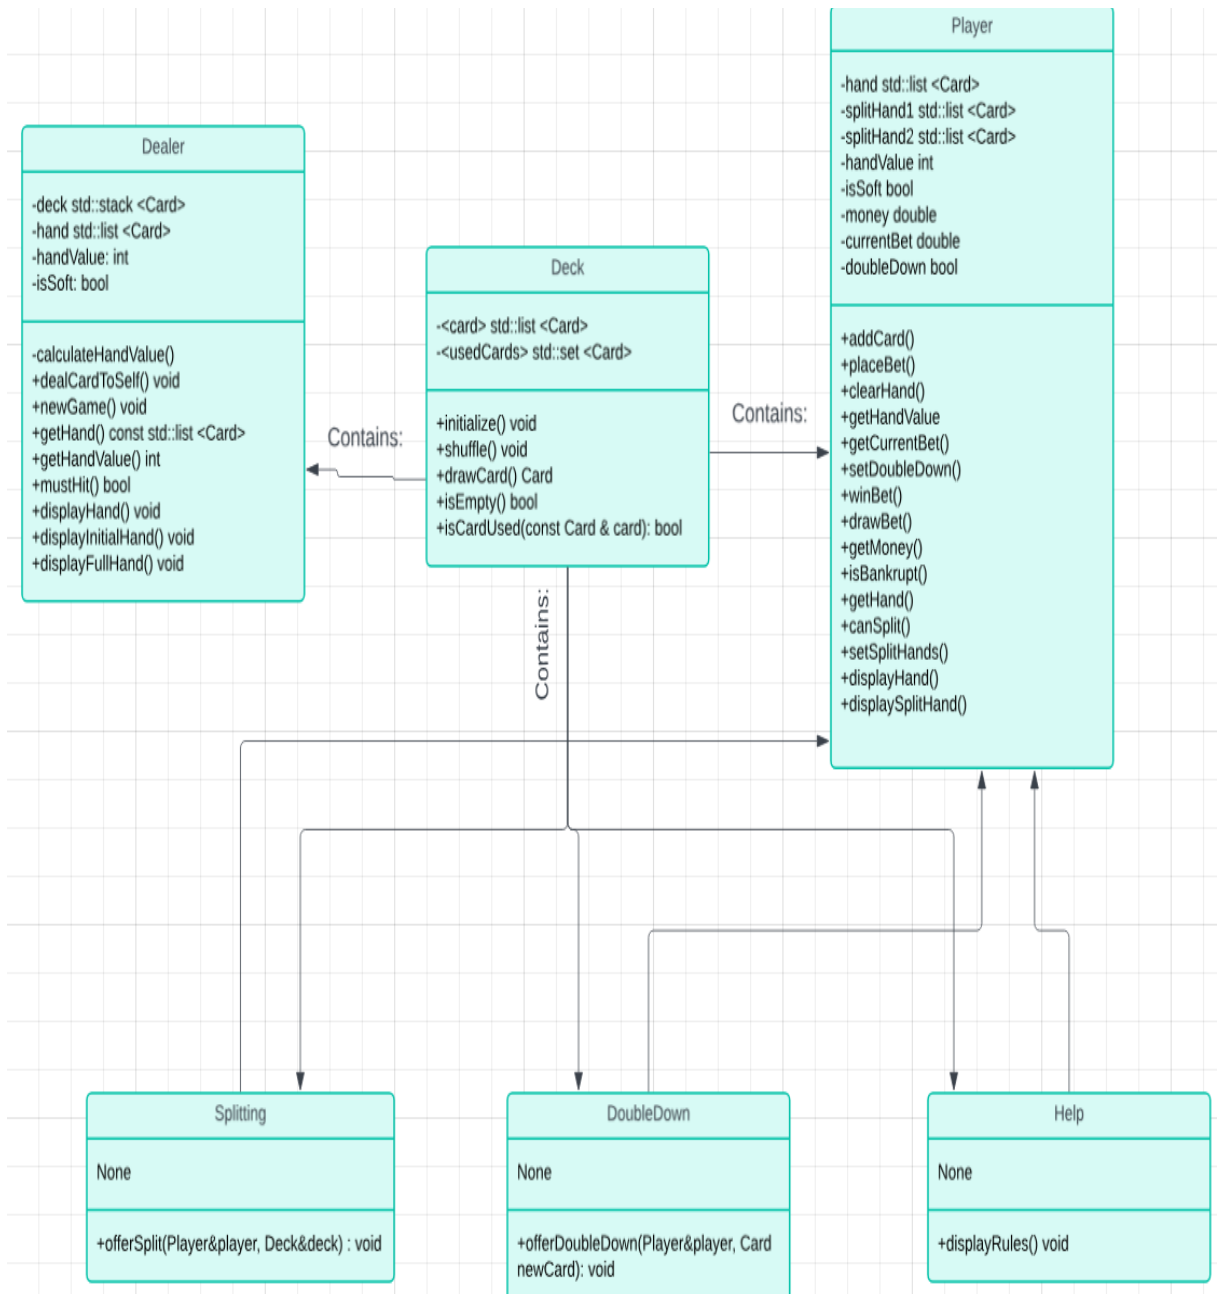 Dealer
-deck std::stack <Card>
-hand std::list <Card>
-handValue: int
-isSoft: bool
-calculateHandValue()
+dealCardToSelf() void
+newGame() void
+getHand() const std::list <Card>
+getHandValue() int
+mustHit() bool
+displayHand() void
+displayInitialHand() void
+displayFullHand() void
Contains:
Deck
-<card> std::list <Card>
-<usedCards> std::set <Card>
+initialize() void
+shuffle() void
+drawCard() Card
+isEmpty() bool
+isCardUsed(const Card & card): bool
Contains:
Contains:
Player
-hand std::list <Card>
-splitHand1 std::list <Card>
-splitHand2 std::list <Card>
-handValue int
-isSoft bool
-money double
-currentBet double
-doubleDown bool
+addCard()
+placeBet()
+clearHand()
+getHandValue
+getCurrentBet()
+setDoubleDown()
+winBet()
+drawBet()
+getMoney()
+isBankrupt()
+getHand()
+canSplit()
+setSplitHands()
+displayHand()
+displaySplitHand()
Splitting
None
+offerSplit(Player&player, Deck&deck) : void
DoubleDown
None
+offerDoubleDown(Player&player, Card
newCard): void
Help
None
+displayRules() void